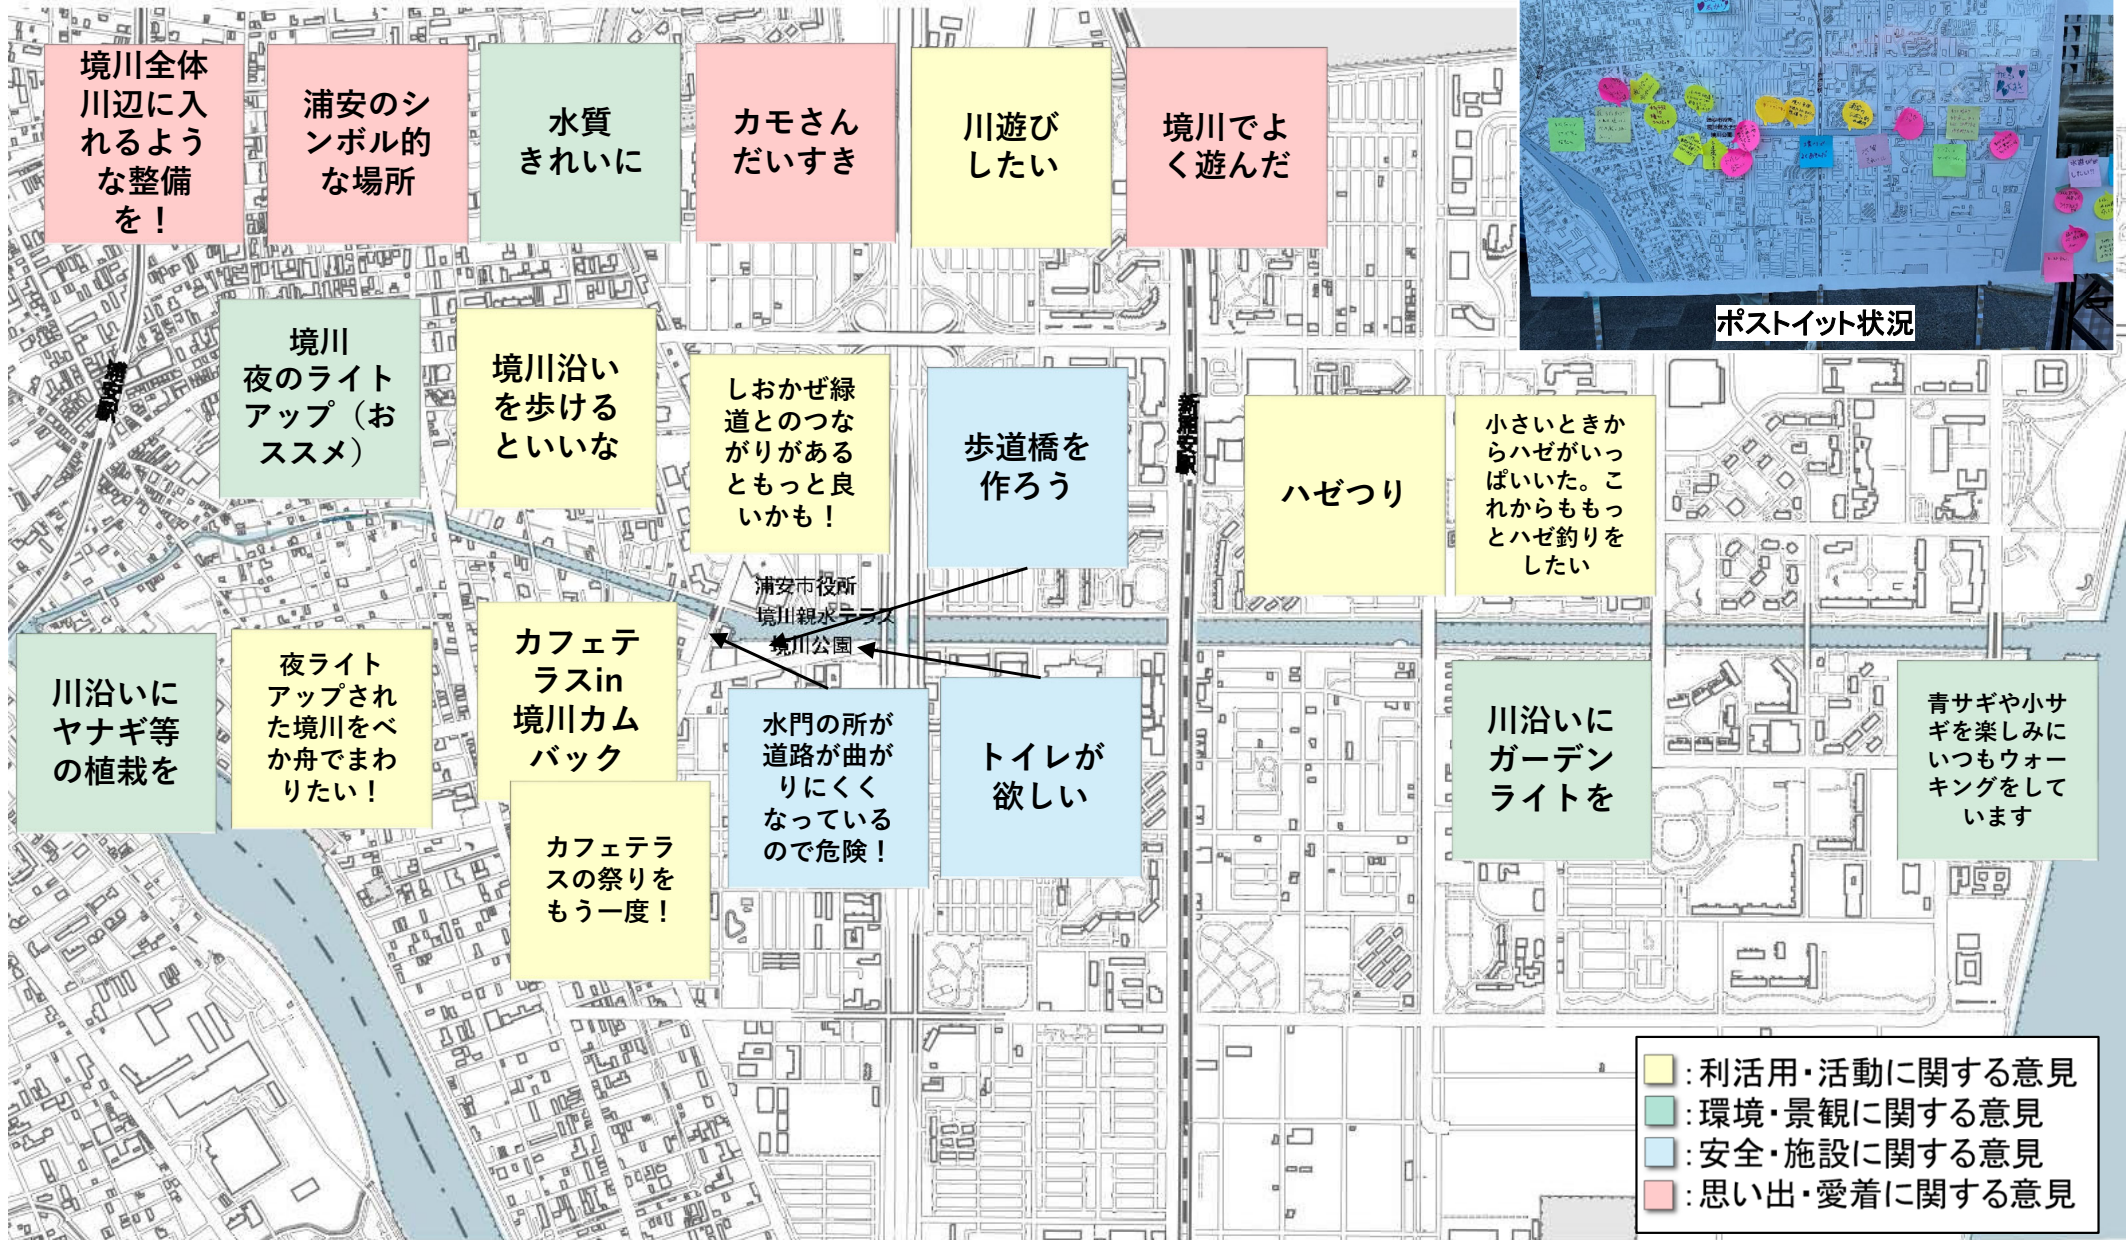 境川全体
川辺に入
れるよう
な整備
を！
浦安のシ
ンボル的
な場所
水質
きれいに
カモさん
だいすき
川遊び
したい
境川でよ
く遊んだ
ポストイット状況
境川
夜のライト
アップ（お
ススメ）
境川沿い
を歩ける
といいな
しおかぜ緑
道とのつな
がりがある
ともっと良
いかも！
歩道橋を
作ろう
ハゼつり
小さいときか
らハゼがいっ
ぱいいた。こ
れからももっ
とハゼ釣りを
したい
浦安駅
新浦安駅
浦安市役所
境川親水テラス
境川公園
川沿いに
ヤナギ等
の植栽を
夜ライト
アップされ
た境川をべ
か舟でまわ
りたい！
カフェテ
ラスin
境川カム
バック
カフェテラ
スの祭りを
もう一度！
水門の所が
道路が曲が
りにくく
なっている
ので危険！
トイレが
欲しい
川沿いに
ガーデン
ライトを
青サギや小サ
ギを楽しみに
いつもウォー
キングをして
います
：利活用・活動に関する意見
：環境・景観に関する意見
：安全・施設に関する意見
：思い出・愛着に関する意見